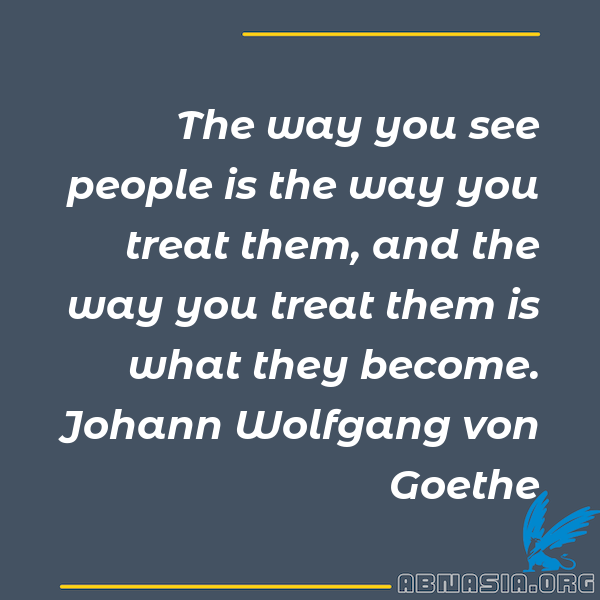 The way you see
people is the way you
treat them, and the
way you treat them is
what they become.
Johann Wolfgang von
Goethe
ABNASIA.ORG